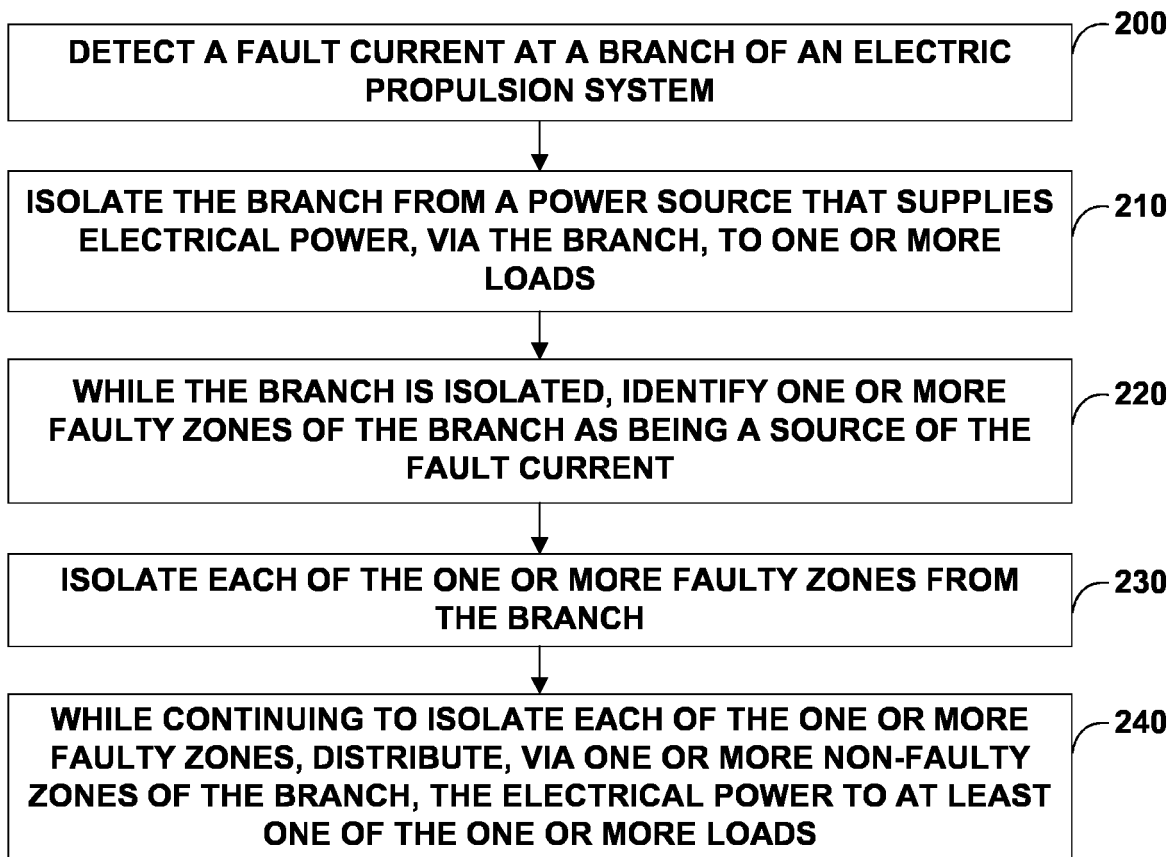 200
DETECT A FAULT CURRENT AT A BRANCH OF AN ELECTRIC
PROPULSION SYSTEM
ISOLATE THE BRANCH FROM A POWER SOURCE THAT SUPPLIES
ELECTRICAL POWER, VIA THE BRANCH, TO ONE OR MORE
LOADS
210
WHILE THE BRANCH IS ISOLATED, IDENTIFY ONE OR MORE
FAULTY ZONES OF THE BRANCH AS BEING A SOURCE OF THE
FAULT CURRENT
220
ISOLATE EACH OF THE ONE OR MORE FAULTY ZONES FROM
THE BRANCH
230
WHILE CONTINUING TO ISOLATE EACH OF THE ONE OR MORE
FAULTY ZONES, DISTRIBUTE, VIA ONE OR MORE NON-FAULTY
ZONES OF THE BRANCH, THE ELECTRICAL POWER TO AT LEAST
ONE OF THE ONE OR MORE LOADS
240